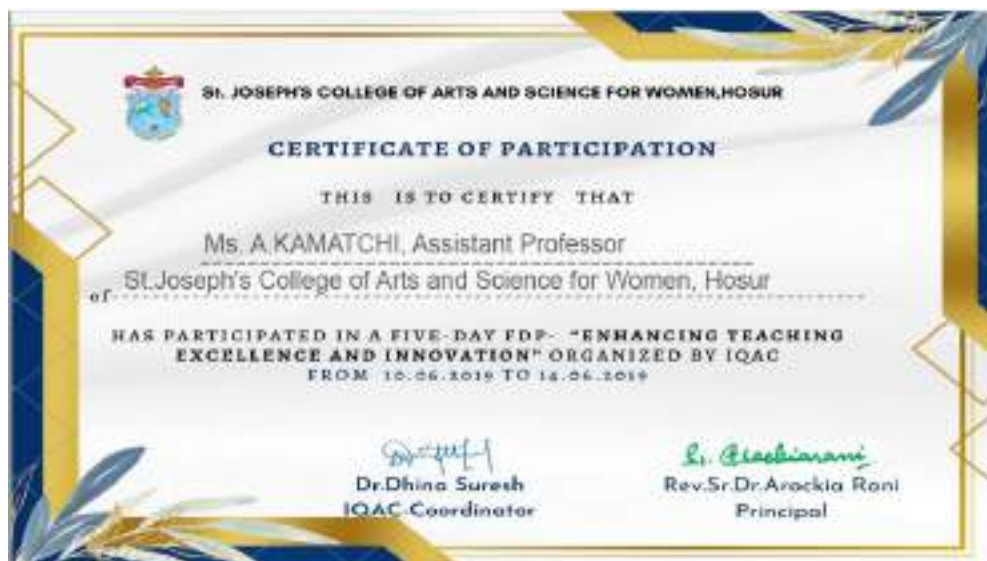 St. JOSEPH'S COLLEGE OF ARTS AND SCIENCE FOR WOMEN,HOSUR
CERTIFICATE OF PARTICIPATION
THIS IS TO CERTIFY THAT
Ms. A.KAMATCHI, Assistant Professor
of St.Joseph's College of Arts and Science for Women, Hosur
HAS PARTICIPATED IN A FIVE-DAY FDP- "ENHANCING TEACHING
EXCELLENCE AND INNOVATION" ORGANIZED BY IQAC
FROM 10.06.2019 TO 14.06.2019
Dr.Dhina Suresh
IQAC-Coordinator
Rev.Sr.Dr.Arockia Rani
Principal